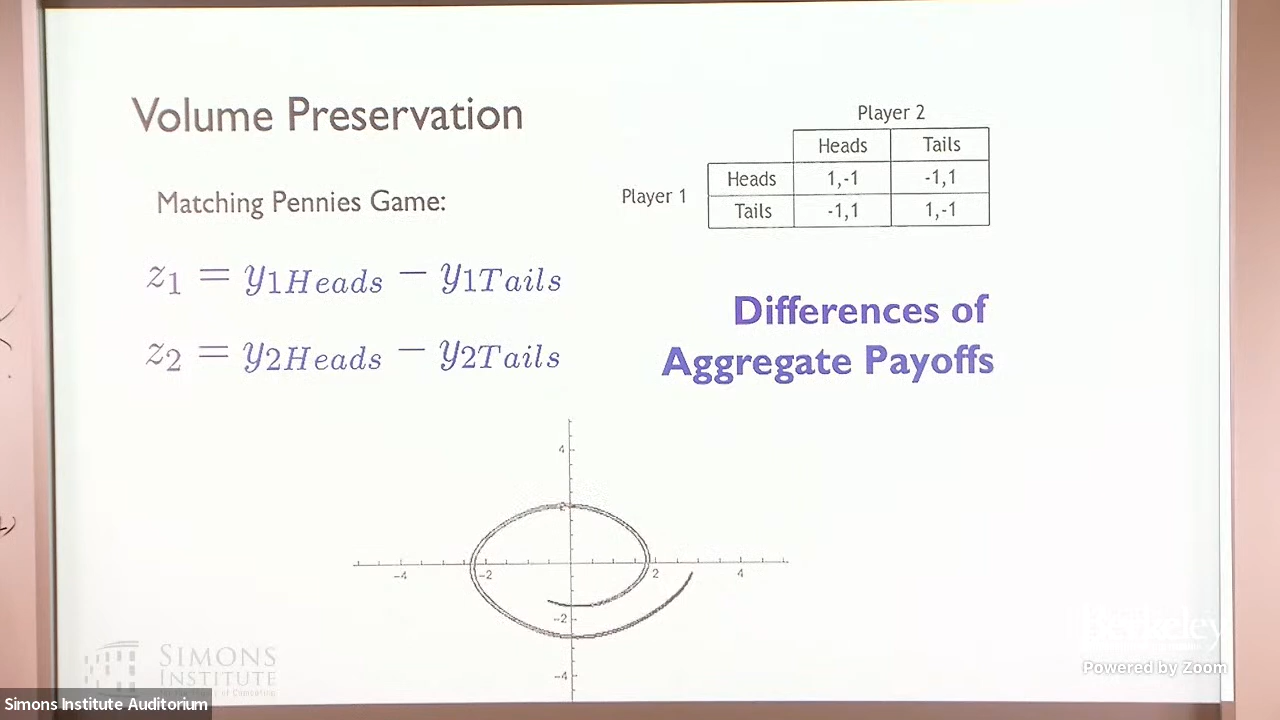 Volume Preservation
Player 2
Heads Tails
Player 1
Heads 1,-1 -1,1
Tails -1,1 1,-1
Matching Pennies Game:
z1 = y1Heads − y1Tails
z2 = y2Heads − y2Tails
Differences of
Aggregate Payoffs
4
-4 -2 2 4
2
-2
-4
SIMONS
INSTITUTE
Berkeley
Powered by Zoom
Simons Institute Auditorium